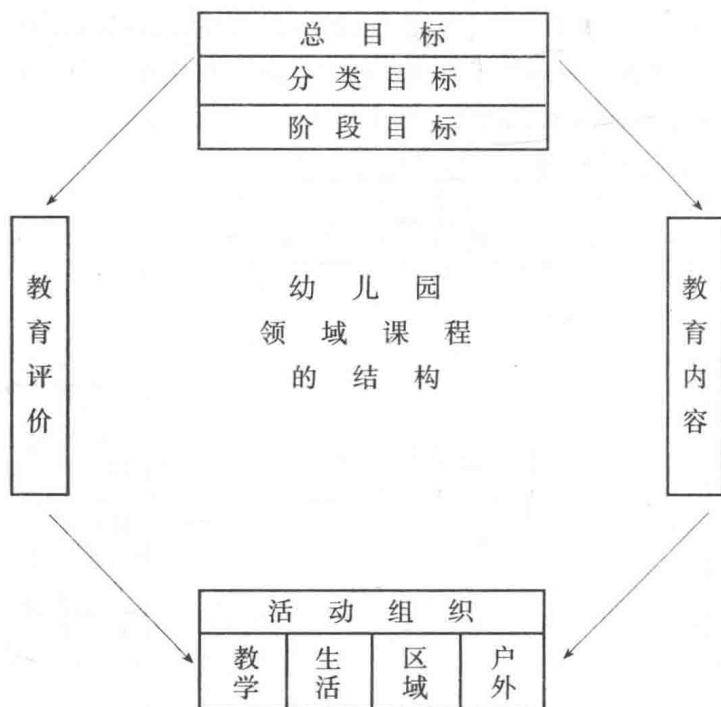 总目标
分类目标
阶段目标
教育评价
幼儿园
领域课程
的结构
教育内容
活动组织
教学
生活
区域
户外